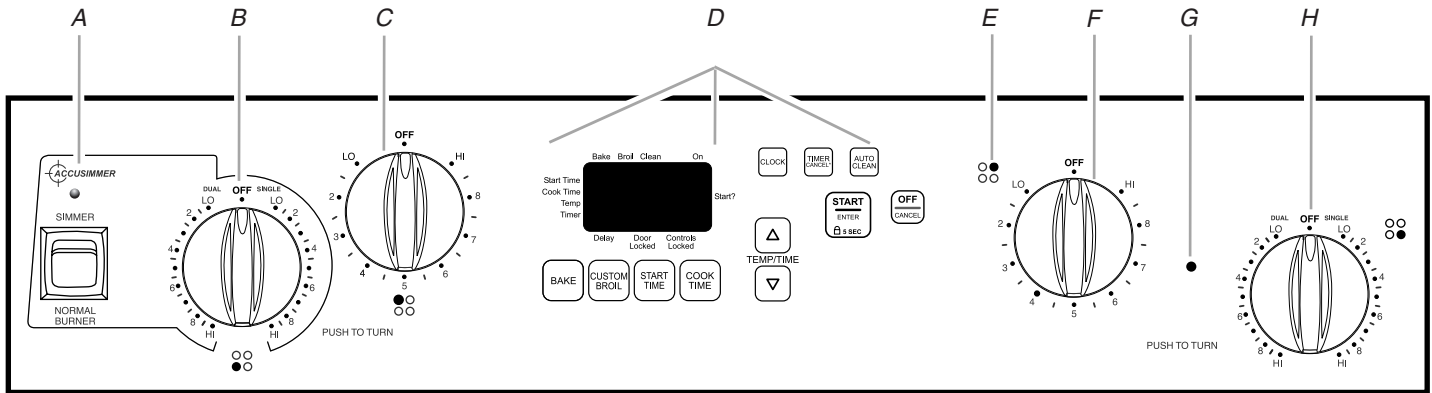 A B C D E F G H
ACCUSIMMER
SIMMER
NORMAL
BURNER
DUAL OFF SINGLE
LO LO
2 2
4 4
6 6
8 8
HI HI
OFF
LO HI
2 8
3 7
4 6
5
PUSH TO TURN
Bake Broil Clean On
Start Time
Cook Time
Temp
Timer
Start?
Delay Door Locked Controls Locked
BAKE
CUSTOM
BROIL
START
TIME
COOK
TIME
CLOCK
TIMER
CANCEL*
AUTO
CLEAN
START
ENTER
5 SEC
OFF
CANCEL
TEMP/TIME
OFF
LO HI
2 8
3 7
4 6
5
PUSH TO TURN
DUAL OFF SINGLE
LO LO
2 2
4 4
6 6
8 8
HI HI